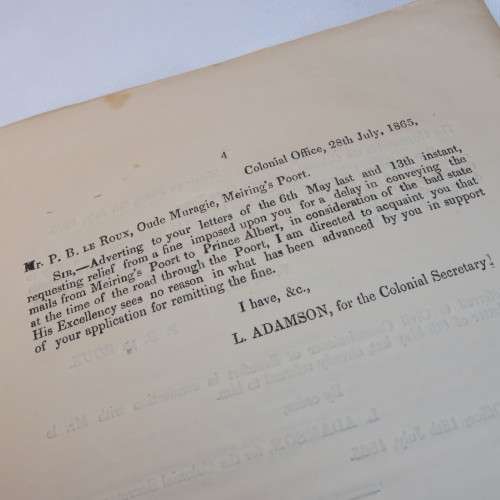 4
Colonial Office, 28th July, 1865.
Mr. P. B. LE ROUX, Oude Muragie, Meiring's Poort.
SIR,—Adverting to your letters of the 6th May last and 13th instant,
requesting relief from a fine imposed upon you for a delay in conveying the
mails from Meiring's Poort to Prince Albert, in consideration of the bad state
at the time of the road through the Poort, I am directed to acquaint you that
His Excellency sees no reason in what has been advanced by you in support
of your application for remitting the fine.
I have, &c.,
L. ADAMSON, for the Colonial Secretary.